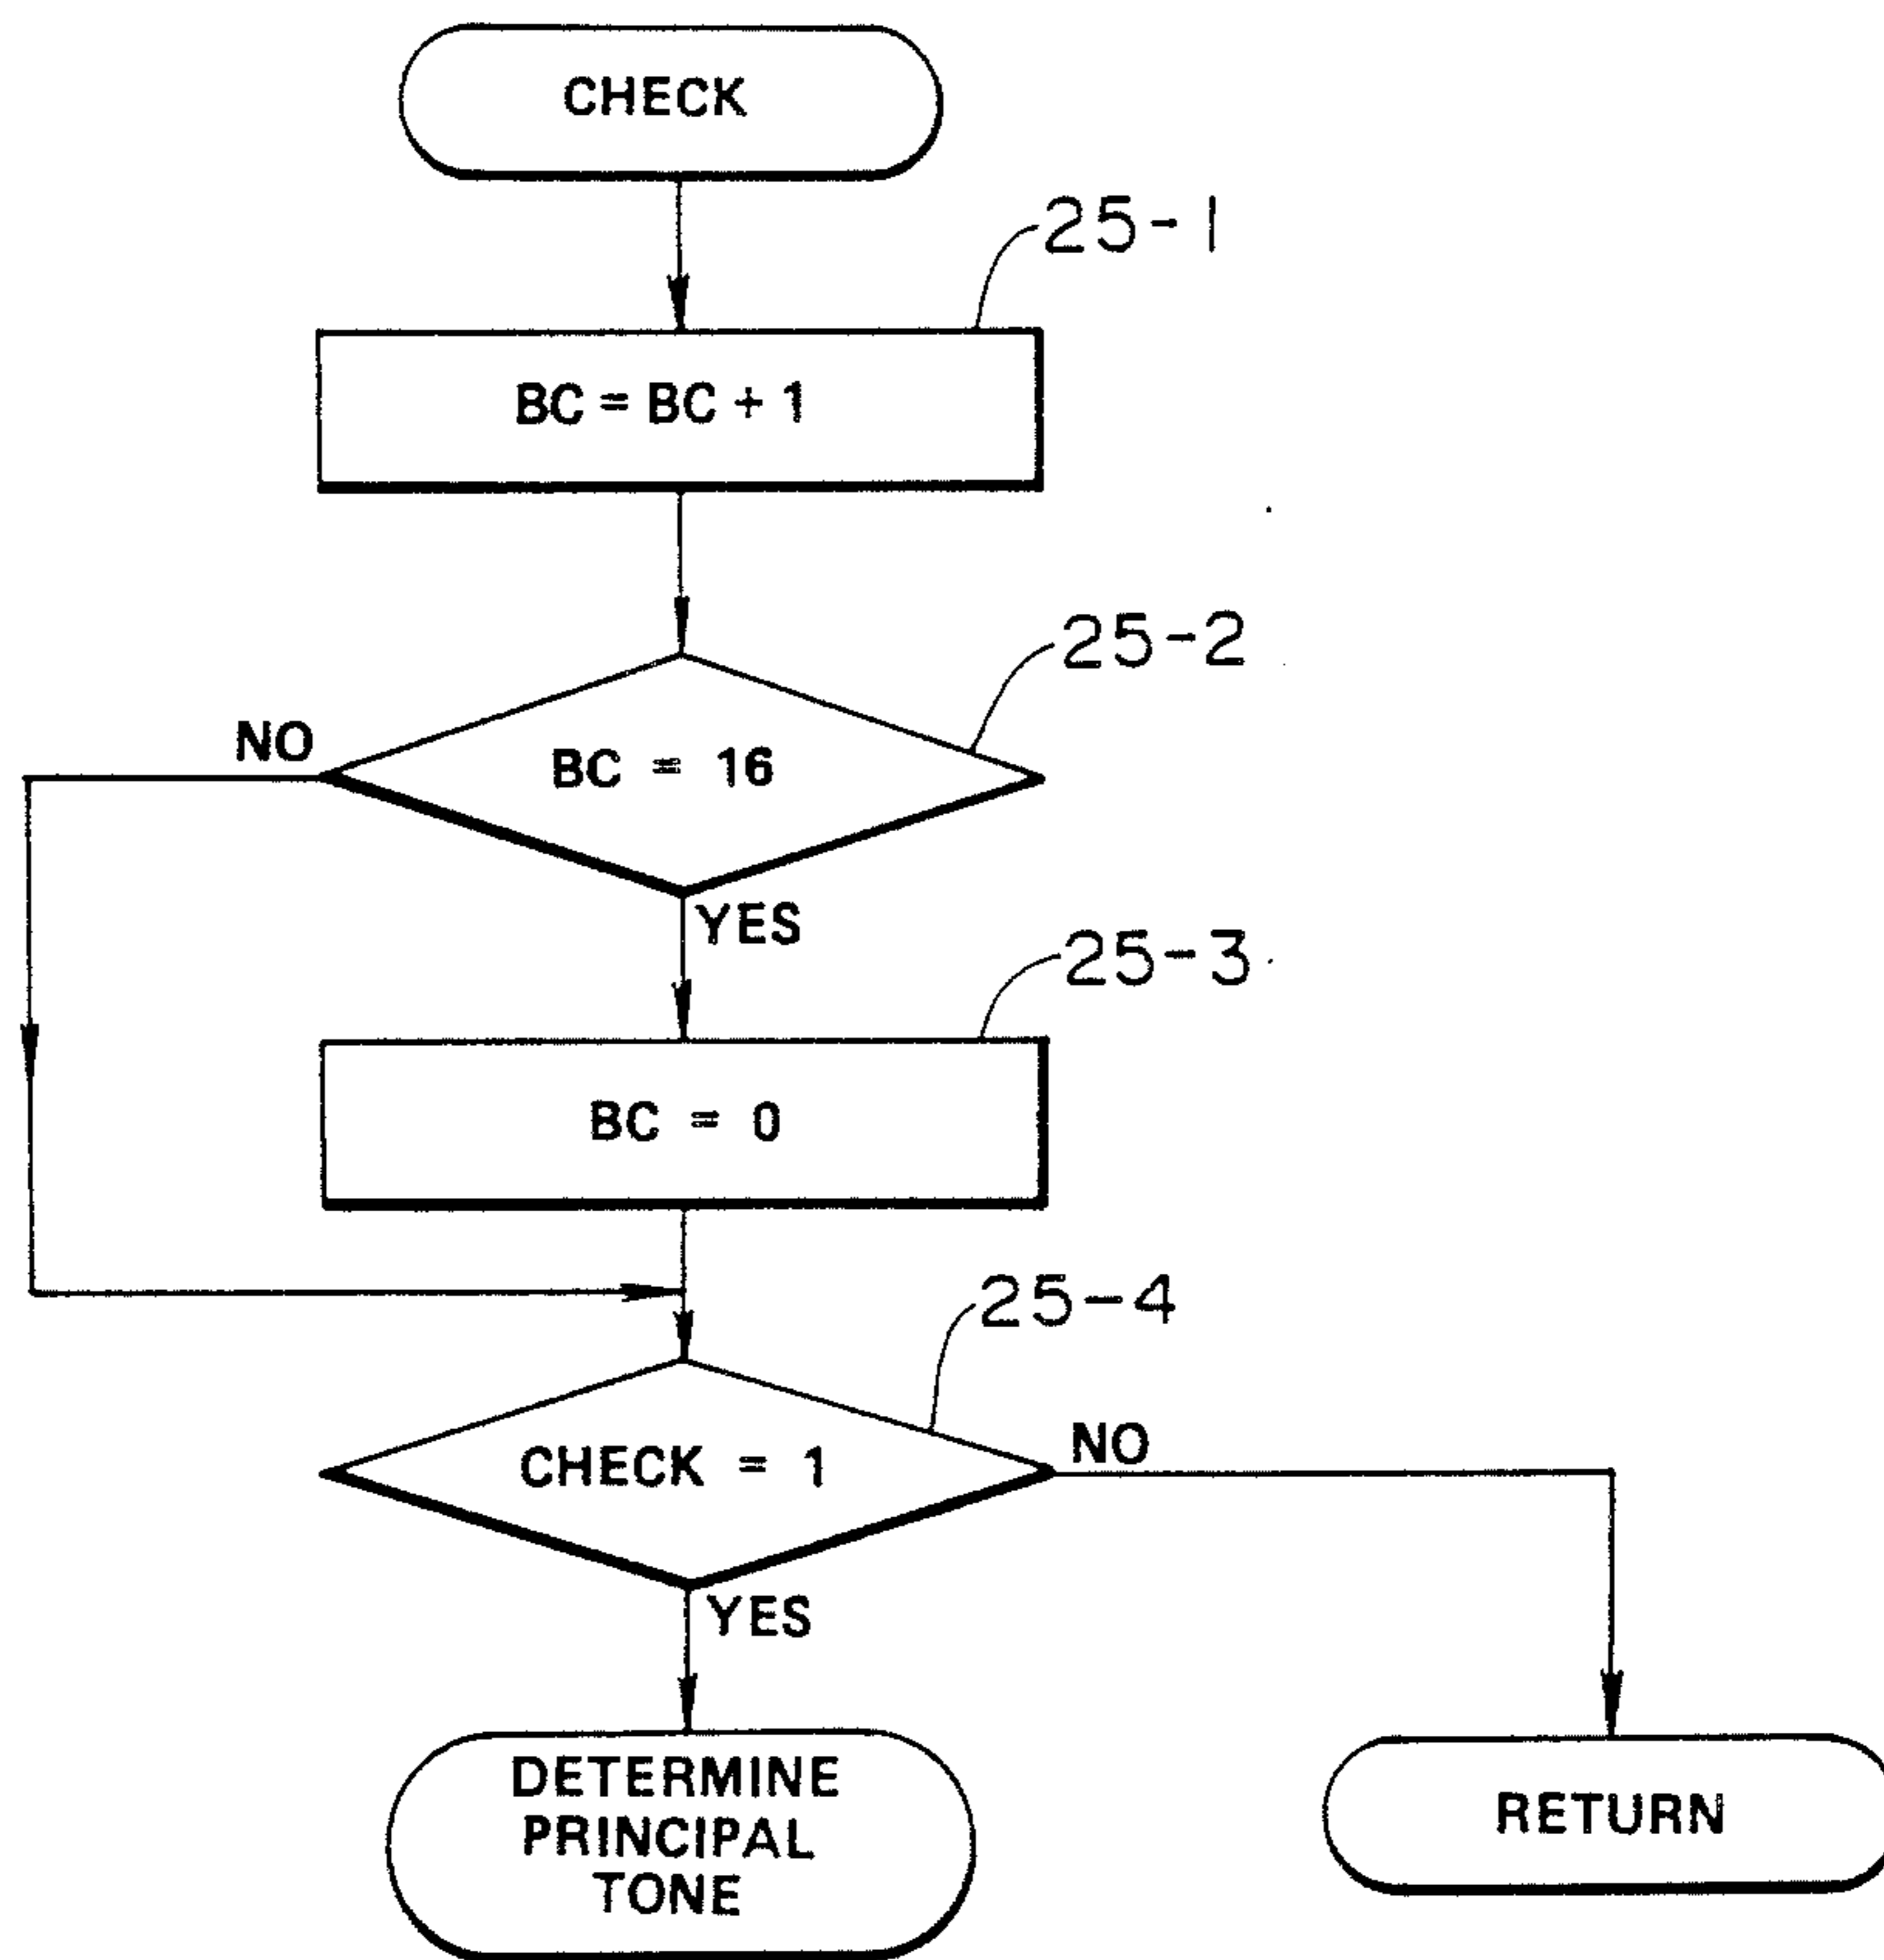 CHECK
25-1
BC = BC + 1
25-2
NO
BC = 16
YES
25-3
BC = 0
25-4
CHECK = 1
NO
YES
DETERMINE
PRINCIPAL
TONE
RETURN